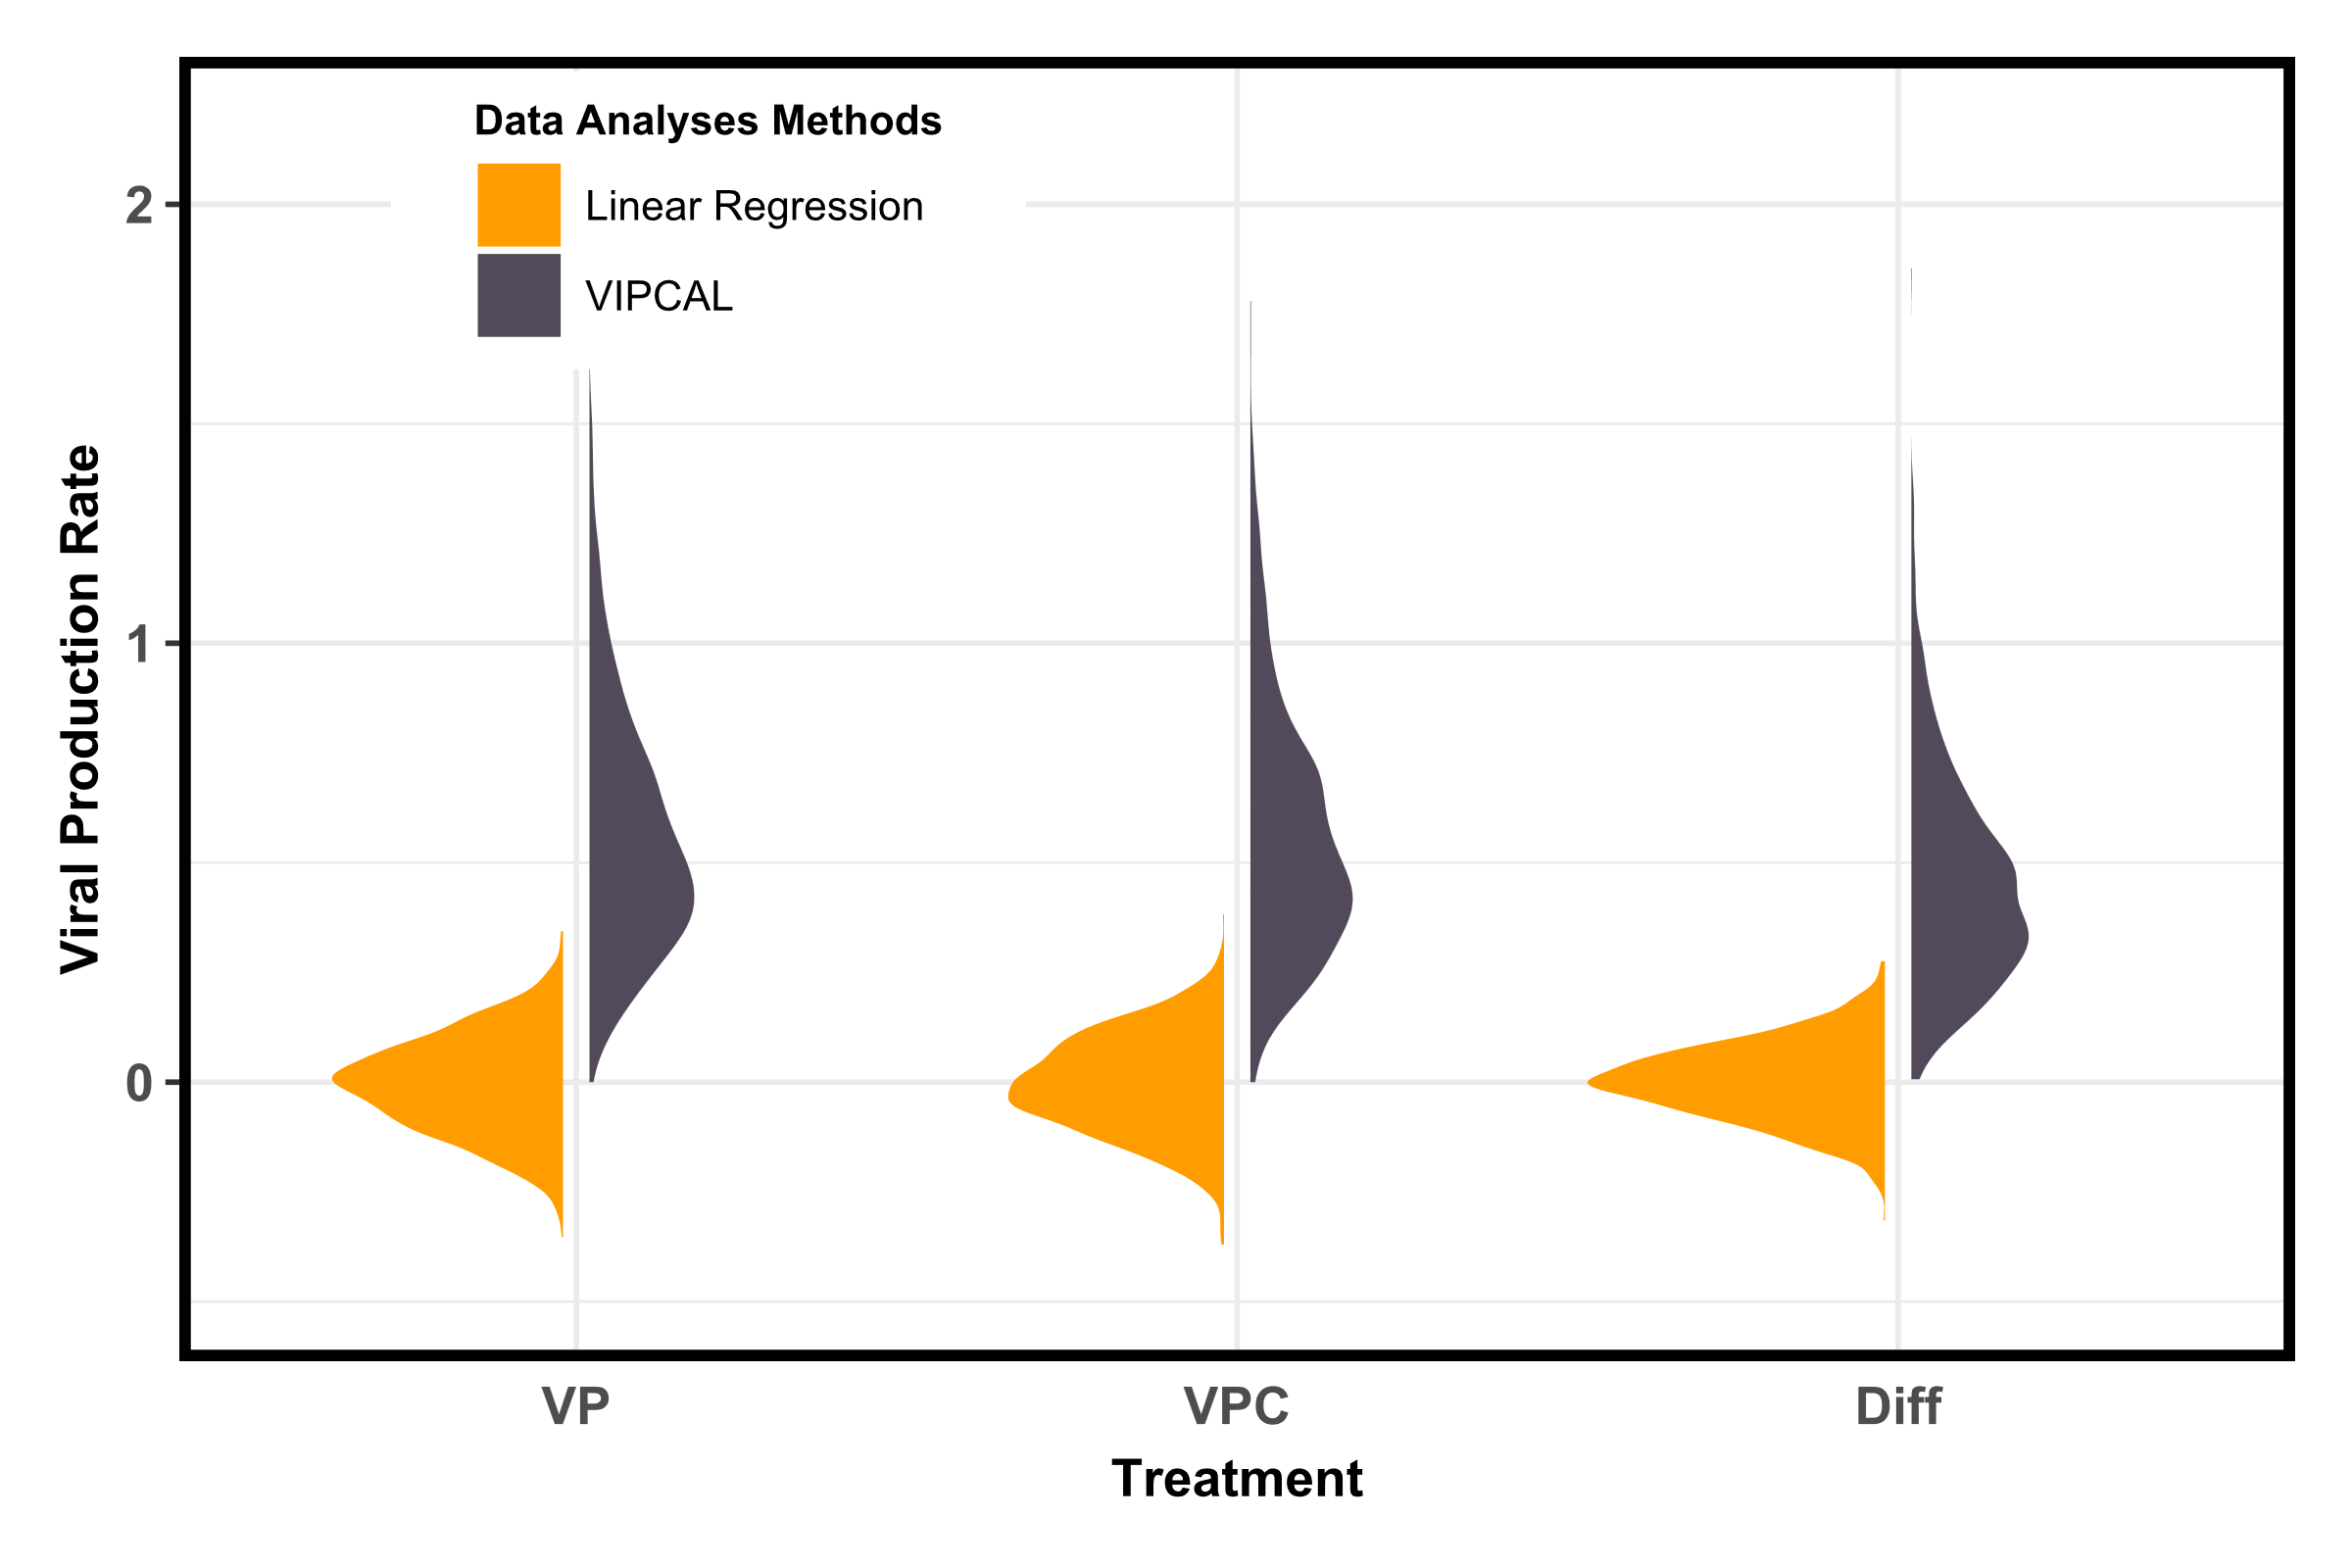 Data Analyses Methods
Linear Regression
VIPCAL
2
1
0
Viral Production Rate
VP
VPC
Diff
Treatment